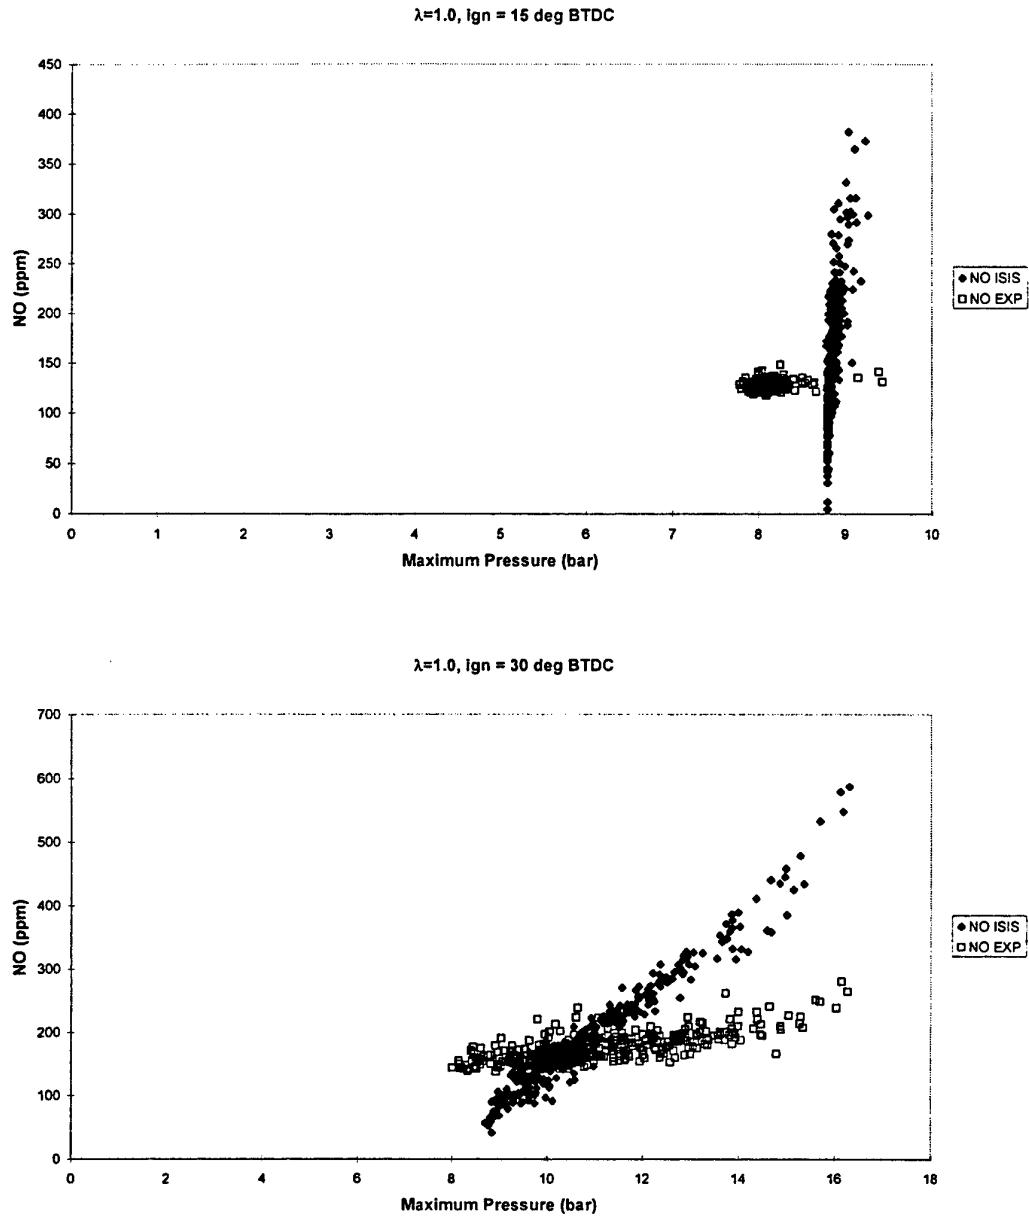 λ=1.0, ign = 15 deg BTDC
450
400
350
300
250
200
150
100
50
0
NO (ppm)
0 1 2 3 4 5 6 7 8 9 10
Maximum Pressure (bar)
NO ISIS
NO EXP
λ=1.0, ign = 30 deg BTDC
700
600
500
400
300
200
100
0
NO (ppm)
0 2 4 6 8 10 12 14 16 18
Maximum Pressure (bar)
NO ISIS
NO EXP